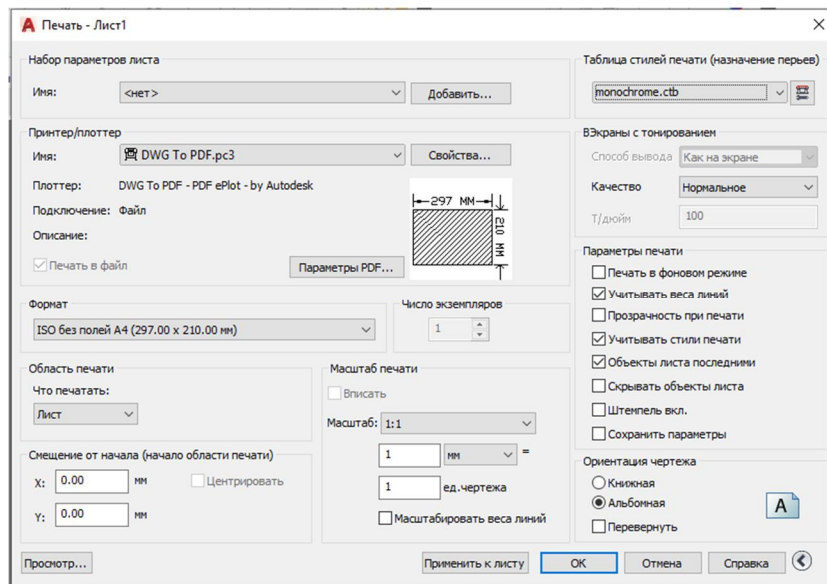 Печать - Лист1
Набор параметров листа
Имя: <нет> Добавить...
Принтер/плоттер
Имя: DWG To PDF.pc3 Свойства...
Плоттер: DWG To PDF - PDF ePlot - by Autodesk
Подключение: Файл
Описание:
Печать в файл
Параметры PDF...
297 MM
210 MM
Формат
ISO без полей A4 (297.00 x 210.00 мм)
Число экземпляров
1
Область печати
Что печатать:
Лист
Масштаб печати
Вписать
Масштаб: 1:1
1 мм =
1 ед.чертежа
Масштабировать веса линий
Смещение от начала (начало области печати)
X: 0.00 мм Центрировать
Y: 0.00 мм
Таблица стилей печати (назначение перьев)
monochrome.ctb
ВЭкраны с тонированием
Способ вывода Как на экране
Качество Нормальное
Т/дюйм 100
Параметры печати
Печать в фоновом режиме
Учитывать веса линий
Прозрачность при печати
Учитывать стили печати
Объекты листа последними
Скрывать объекты листа
Штемпель вкл.
Сохранить параметры
Ориентация чертежа
Книжная
Альбомная
Перевернуть
A
Просмотр... Применить к листу ОК Отмена Справка